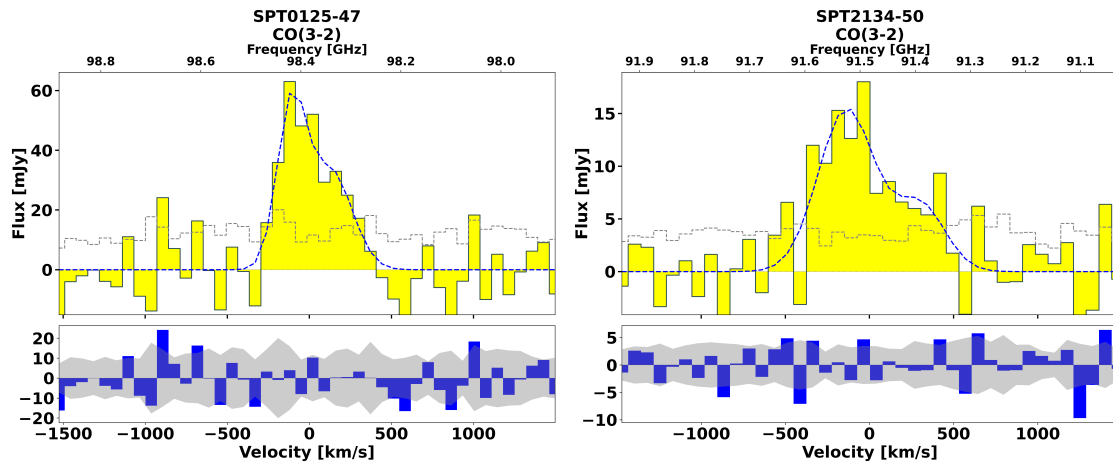 SPT0125-47
CO(3-2)
Frequency [GHz]
98.8 98.6 98.4 98.2 98.0
60
40
20
0
Flux [mJy]
20
10
0
−10
−20
−1500 −1000 −500 0 500 1000
Velocity [km/s]
SPT2134-50
CO(3-2)
Frequency [GHz]
91.9 91.8 91.7 91.6 91.5 91.4 91.3 91.2 91.1
15
10
5
0
Flux [mJy]
5
0
−5
−10
−1000 −500 0 500 1000
Velocity [km/s]